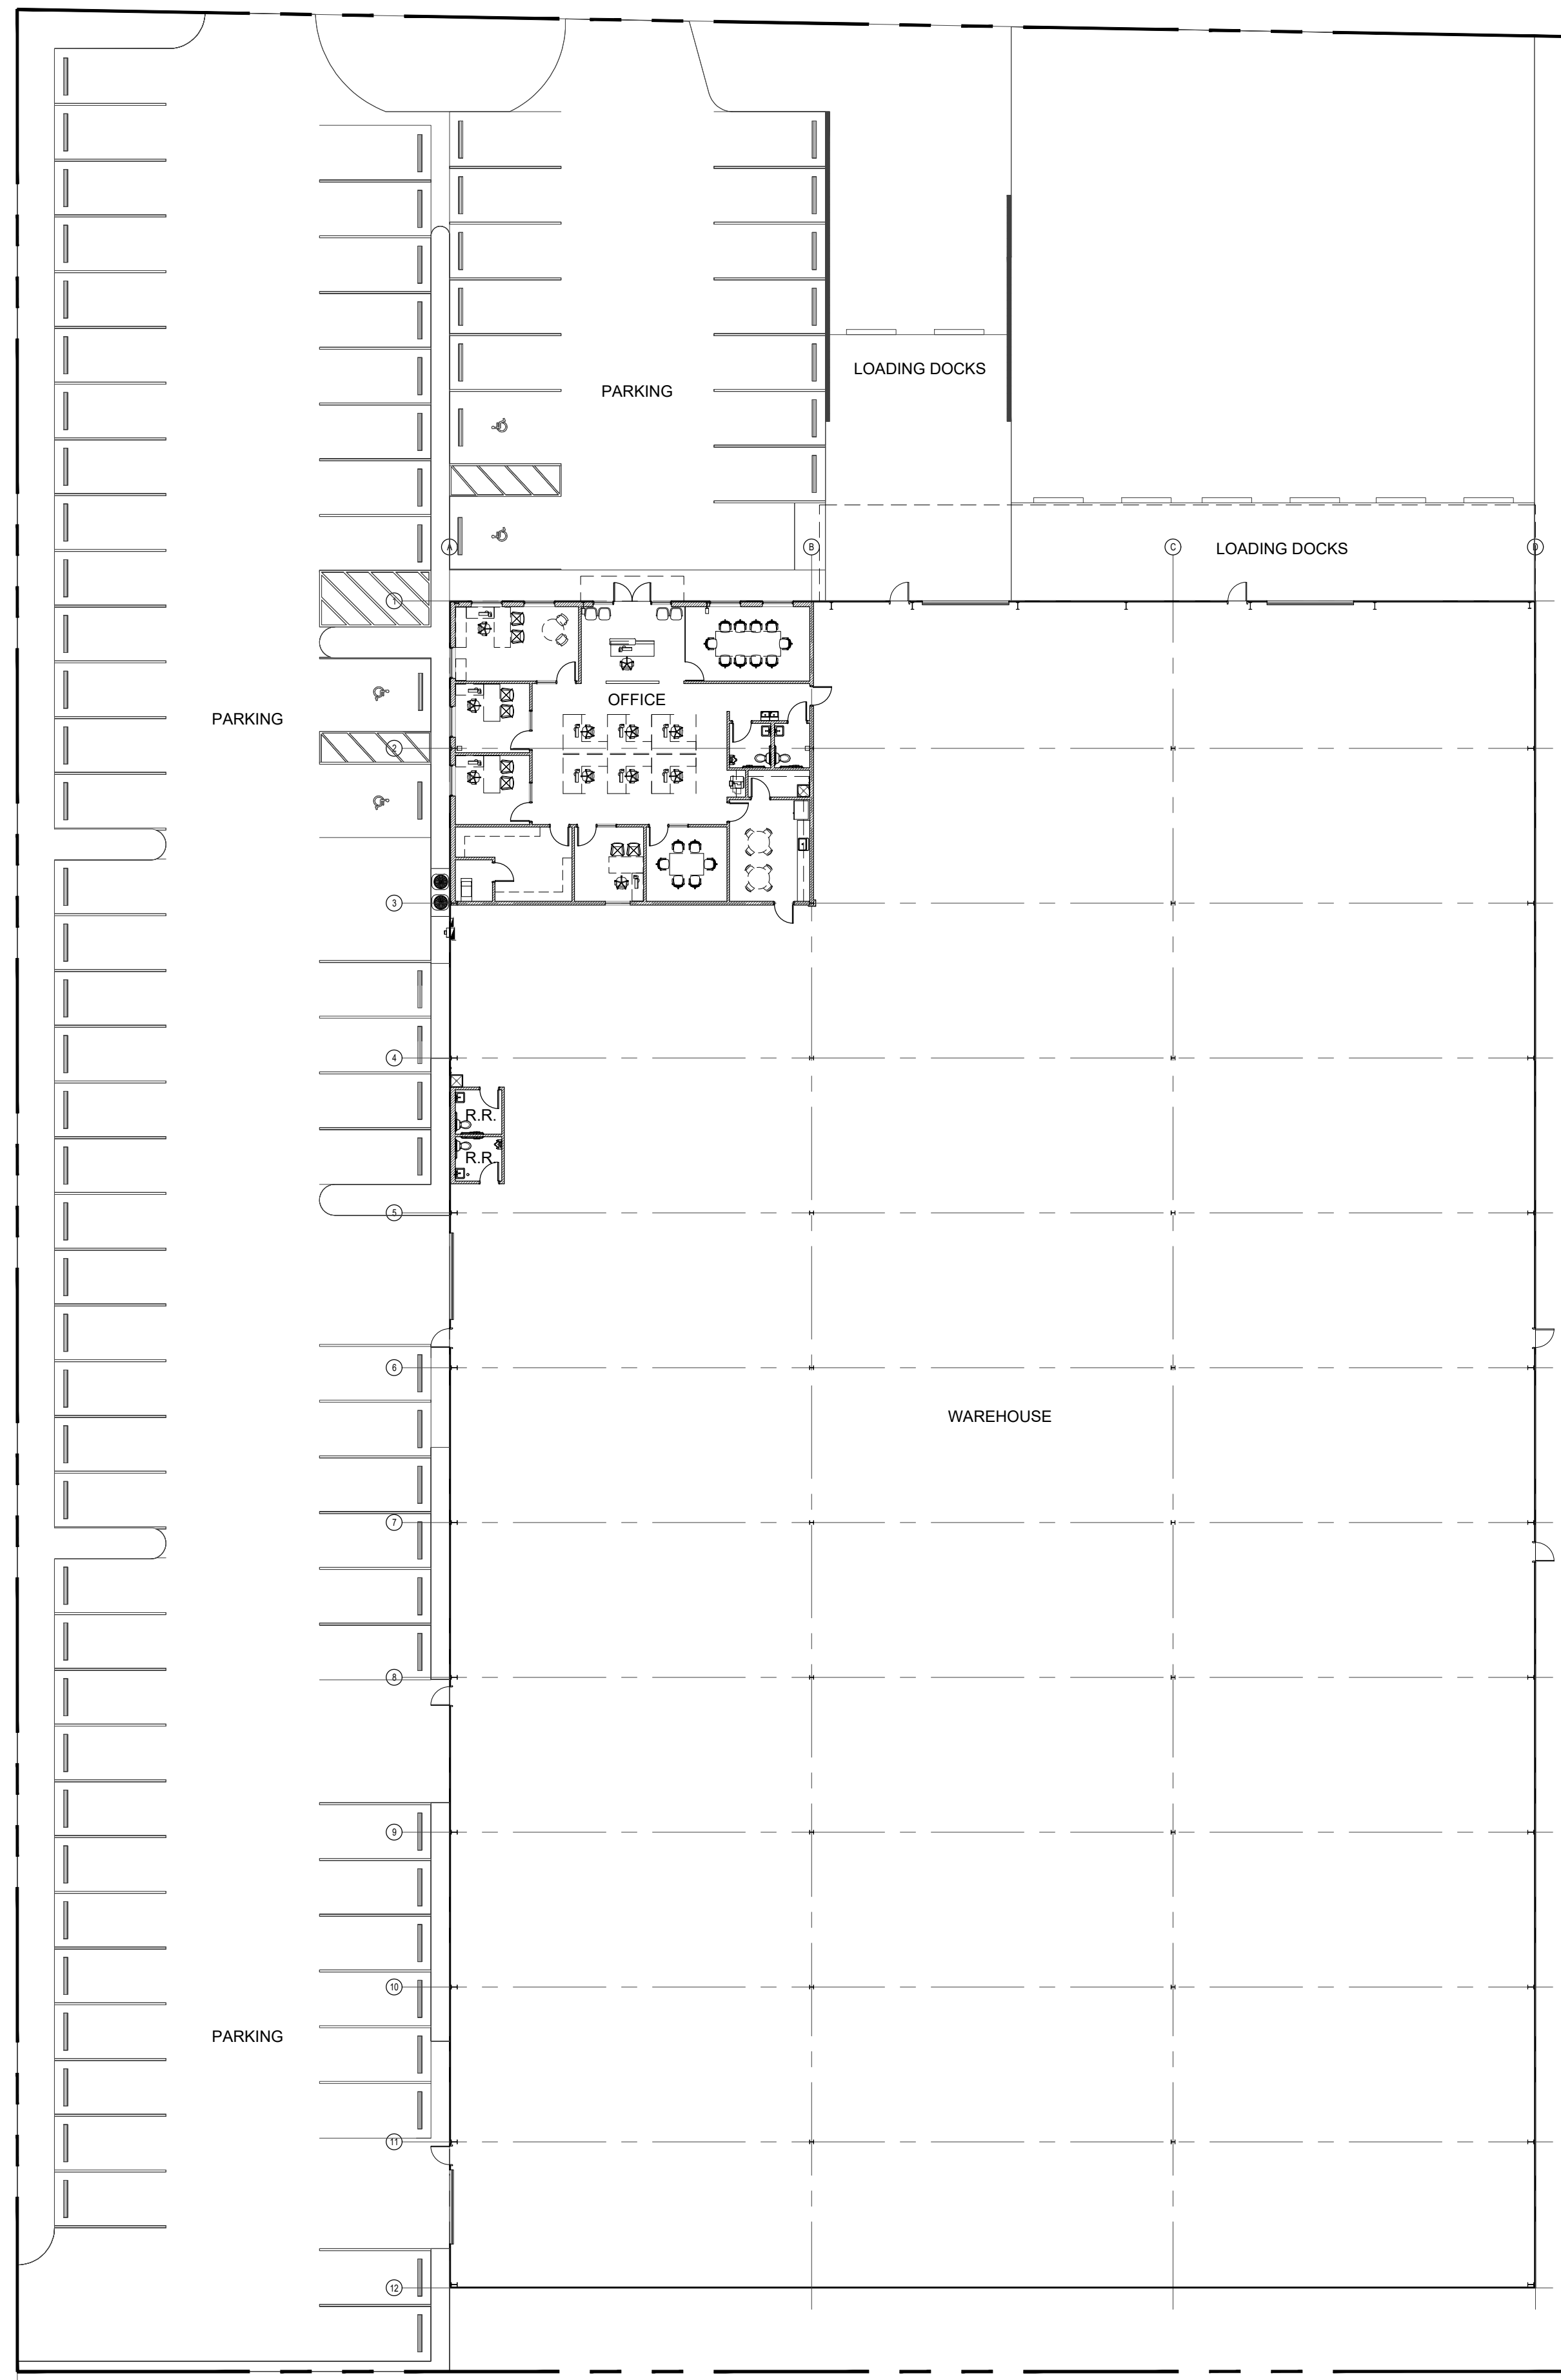 PARKING
LOADING DOCKS
A
B
C
LOADING DOCKS
D
1
OFFICE
PARKING
2
3
4
R.R.
R.R.
5
6
WAREHOUSE
7
8
9
10
PARKING
11
12